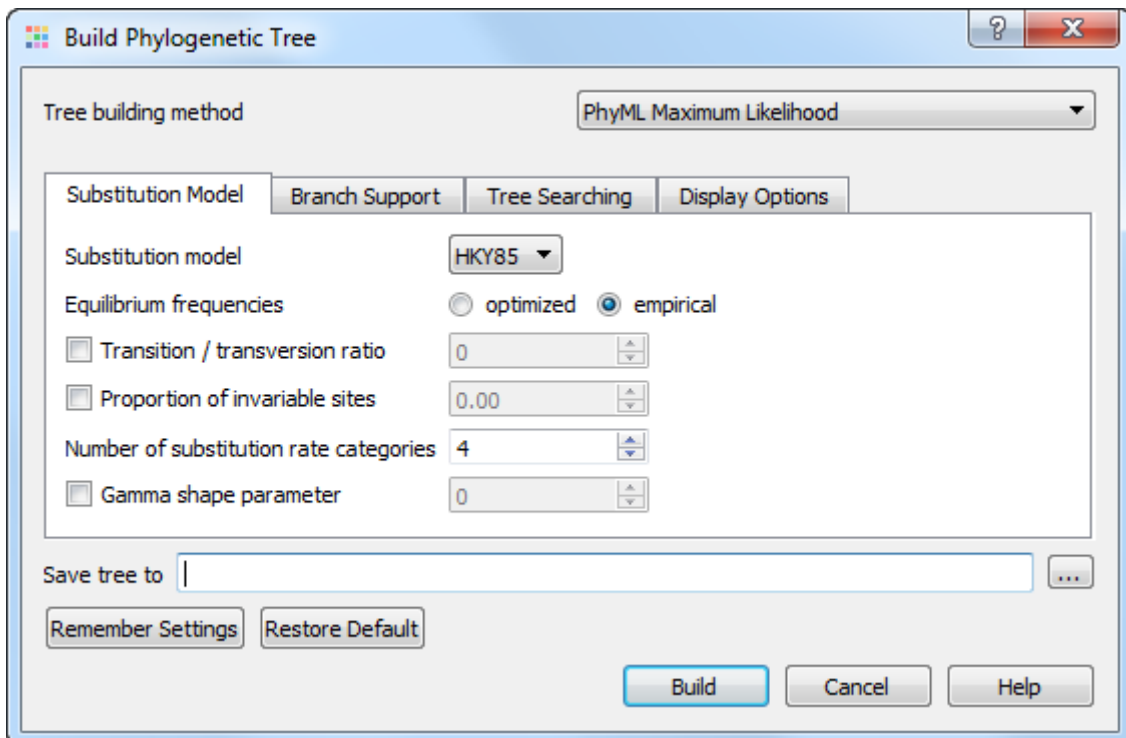 Build Phylogenetic Tree
Tree building method PhyML Maximum Likelihood
Substitution Model Branch Support Tree Searching Display Options
Substitution model HKY85
Equilibrium frequencies optimized empirical
Transition / transversion ratio 0
Proportion of invariable sites 0.00
Number of substitution rate categories 4
Gamma shape parameter 0
Save tree to ...
Remember Settings Restore Default
Build Cancel Help